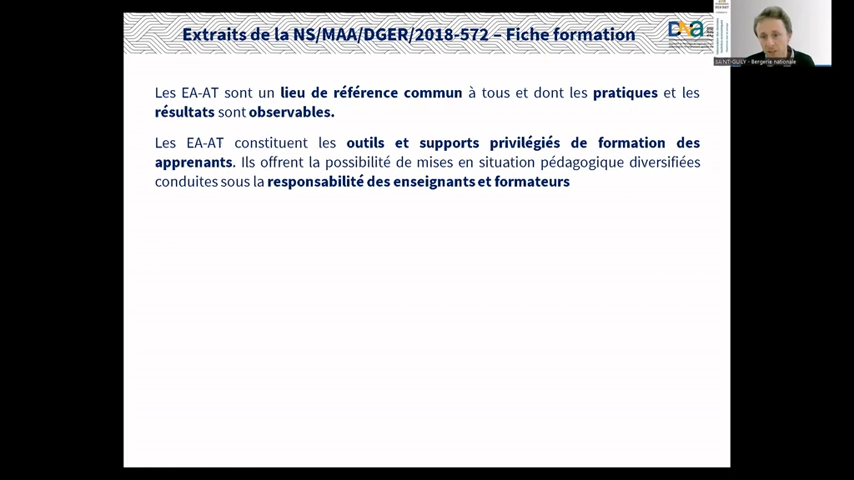 Extraits de la NS/MAA/DGER/2018-572 – Fiche formation
Les EA-AT sont un lieu de référence commun à tous et dont les pratiques et les
résultats sont observables.
Les EA-AT constituent les outils et supports privilégiés de formation des
apprenants. Ils offrent la possibilité de mises en situation pédagogique diversifiées
conduites sous la responsabilité des enseignants et formateurs
SAINT-GUILY - Bergerie nationale